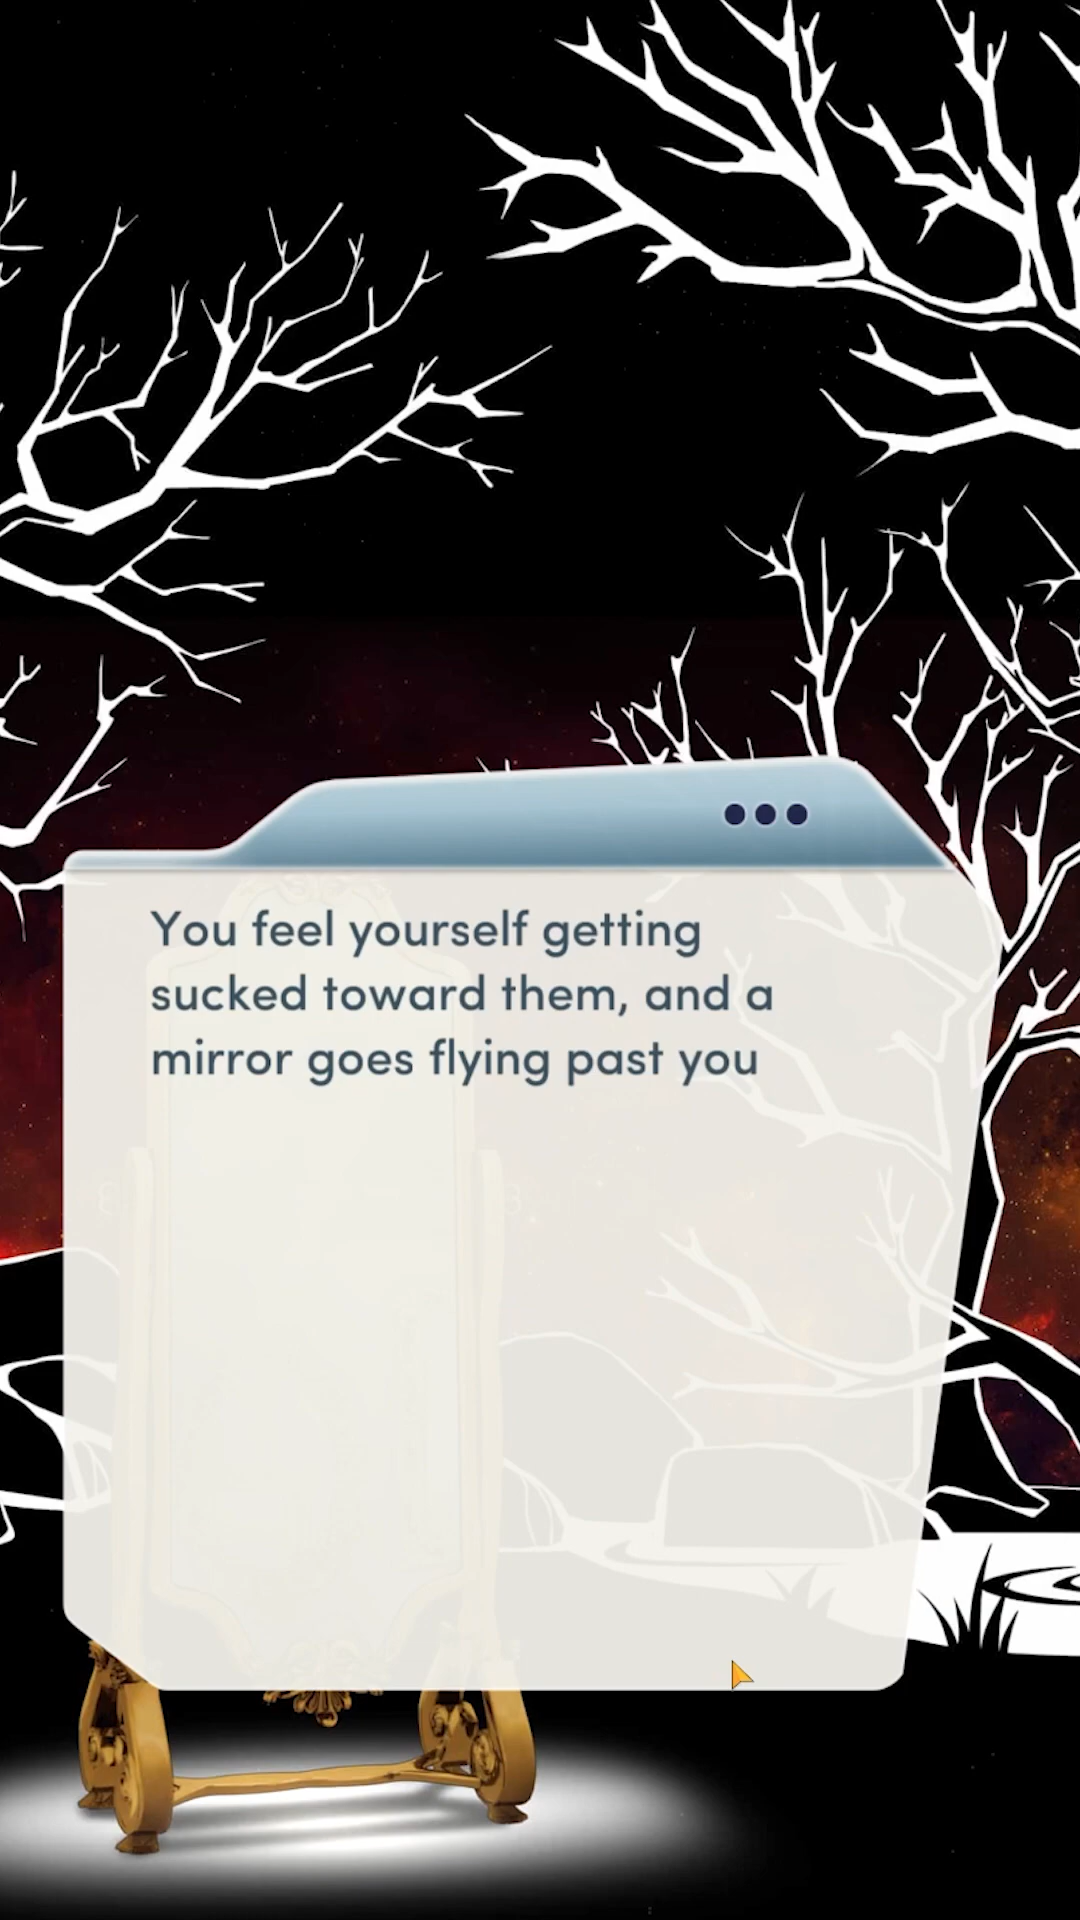 You feel yourself getting
sucked toward them, and a
mirror goes flying past you